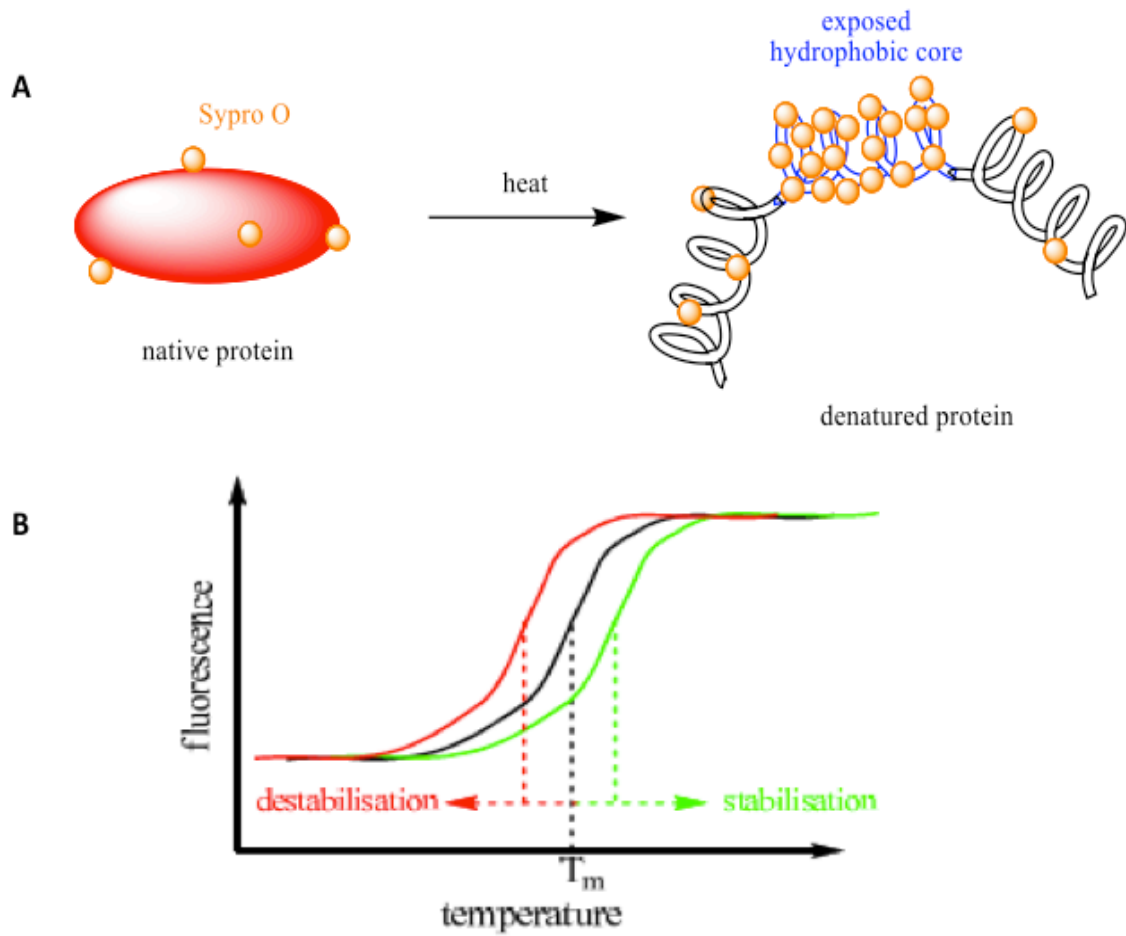 A
exposed
hydrophobic core
Sypro O
heat
native protein
denatured protein
B
fluorescence
destabilisation
stabilisation
Tm
temperature